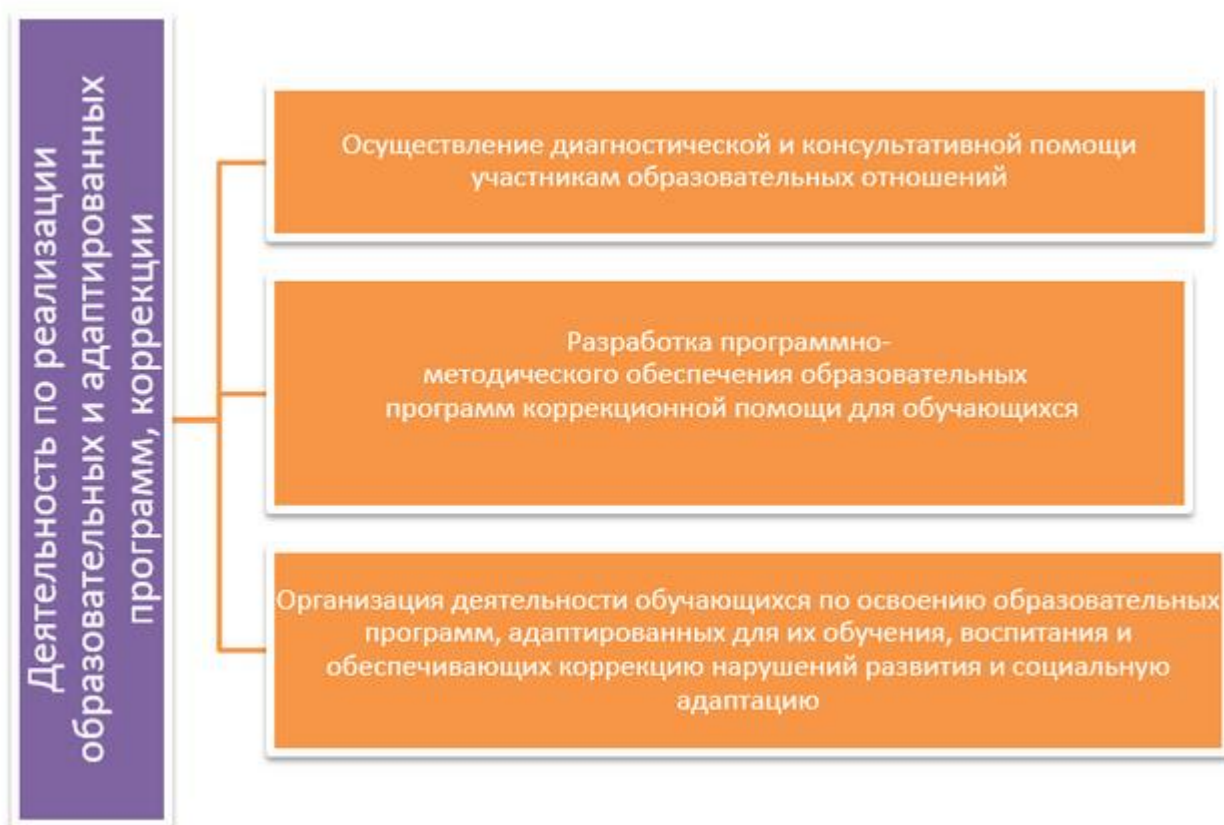 Деятельность по реализации
образовательных и адаптированных
программ, коррекции
Осуществление диагностической и консультативной помощи
участникам образовательных отношений
Разработка программно-
методического обеспечения образовательных
программ коррекционной помощи для обучающихся
Организация деятельности обучающихся по освоению образовательных
программ, адаптированных для их обучения, воспитания и
обеспечивающих коррекцию нарушений развития и социальную
адаптацию